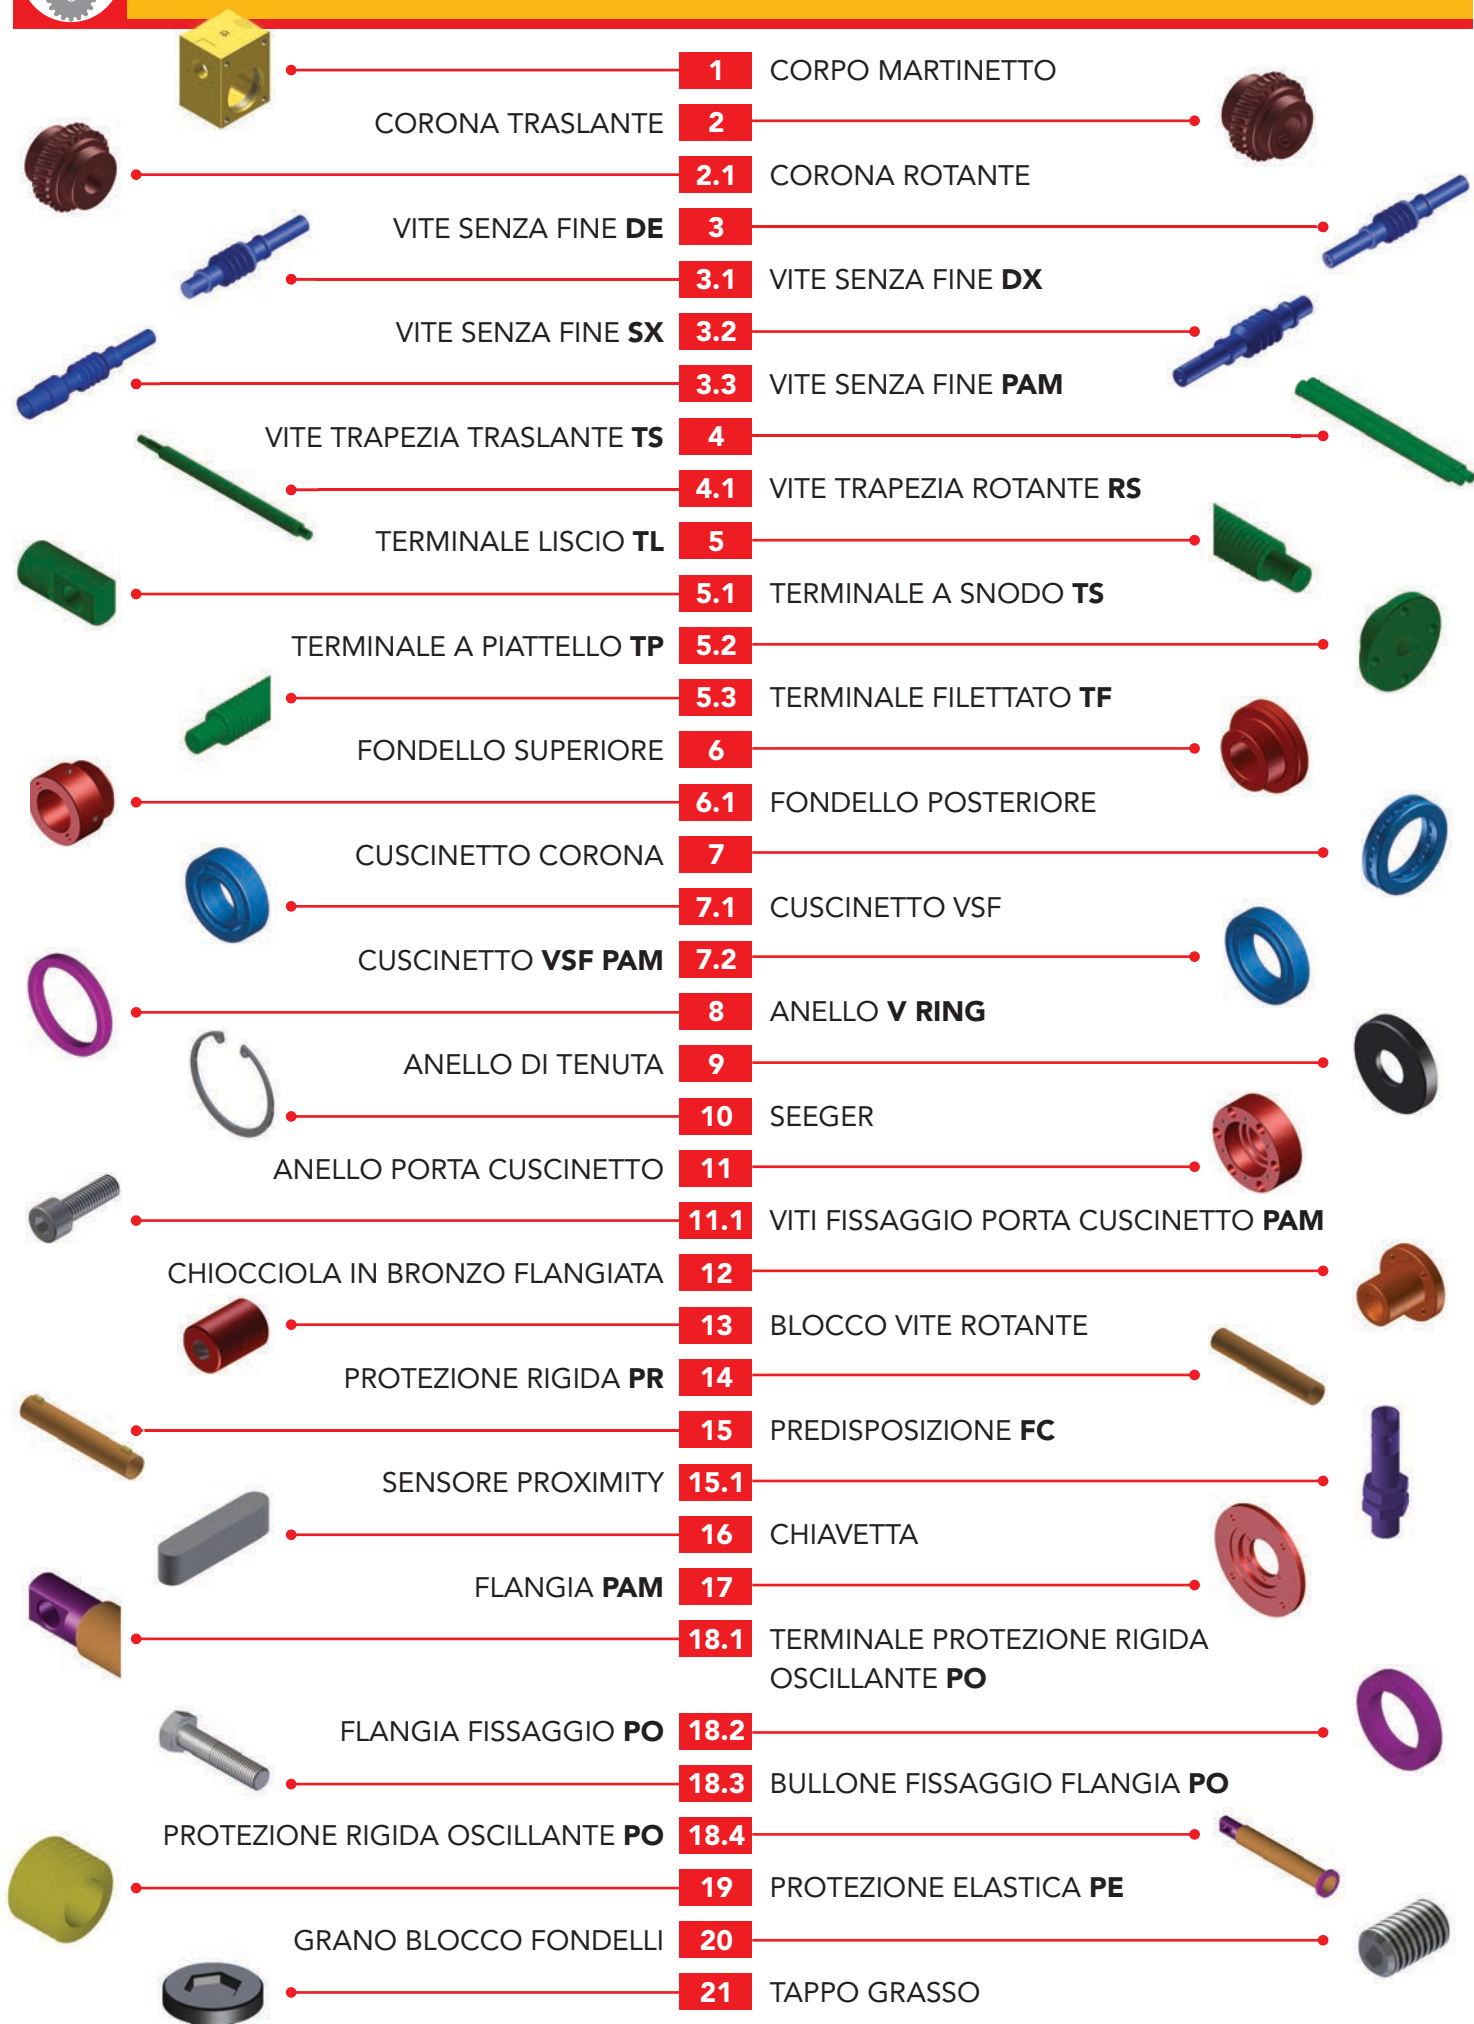 1 CORPO MARTINETTO
CORONA TRASLANTE 2
2.1 CORONA ROTANTE
VITE SENZA FINE DE 3
3.1 VITE SENZA FINE DX
VITE SENZA FINE SX 3.2
3.3 VITE SENZA FINE PAM
VITE TRAPEZIA TRASLANTE TS 4
4.1 VITE TRAPEZIA ROTANTE RS
TERMINALE LISCIO TL 5
5.1 TERMINALE A SNODO TS
TERMINALE A PIATTELLO TP 5.2
5.3 TERMINALE FILETTATO TF
FONDELLO SUPERIORE 6
6.1 FONDELLO POSTERIORE
CUSCINETTO CORONA 7
7.1 CUSCINETTO VSF
CUSCINETTO VSF PAM 7.2
8 ANELLO V RING
ANELLO DI TENUTA 9
10 SEEGER
ANELLO PORTA CUSCINETTO 11
11.1 VITI FISSAGGIO PORTA CUSCINETTO PAM
CHIOCCIOLA IN BRONZO FLANGIATA 12
13 BLOCCO VITE ROTANTE
PROTEZIONE RIGIDA PR 14
15 PREDISPOSIZIONE FC
SENSORE PROXIMITY 15.1
16 CHIAVETTA
FLANGIA PAM 17
18.1 TERMINALE PROTEZIONE RIGIDA
OSCILLANTE PO
FLANGIA FISSAGGIO PO 18.2
18.3 BULLONE FISSAGGIO FLANGIA PO
PROTEZIONE RIGIDA OSCILLANTE PO 18.4
19 PROTEZIONE ELASTICA PE
GRANO BLOCCO FONDELLI 20
21 TAPPO GRASSO